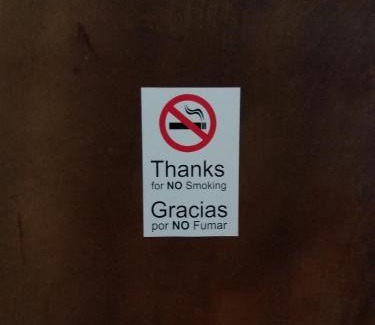 Thanks
for NO Smoking
Gracias
por NO Fumar